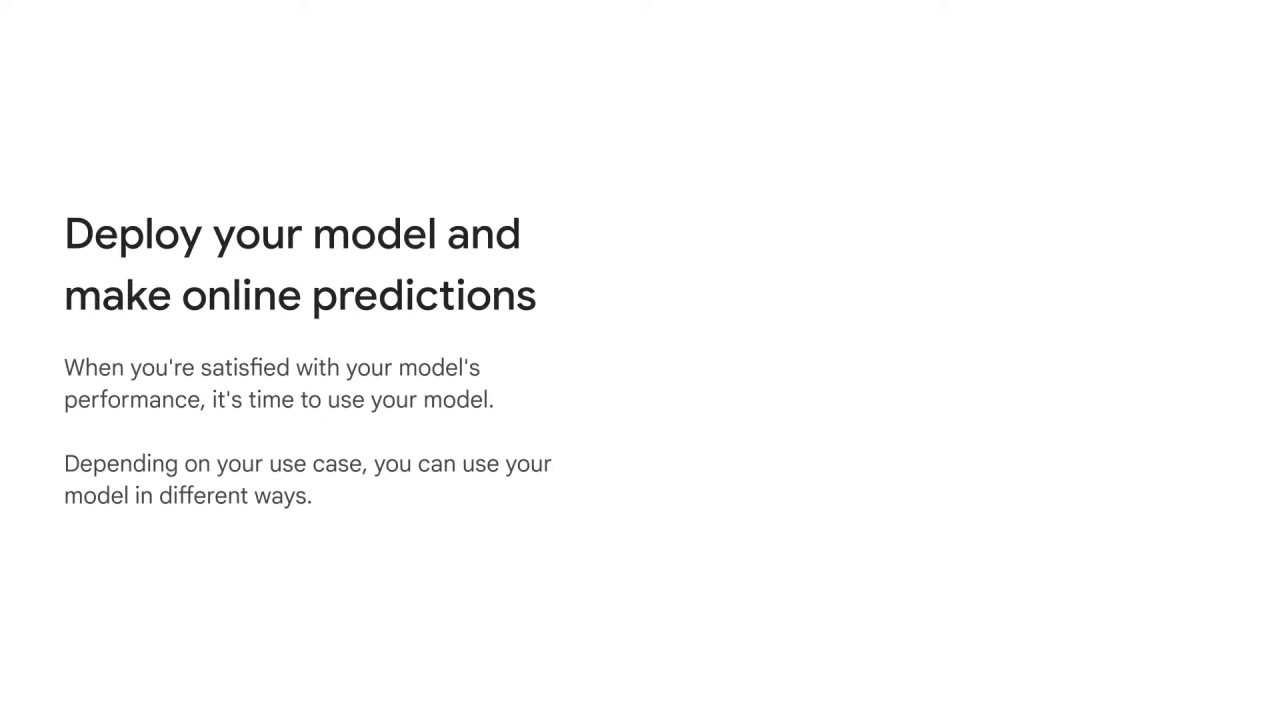 Deploy your model and
make online predictions
When you're satisfied with your model's
performance, it's time to use your model.
Depending on your use case, you can use your
model in different ways.